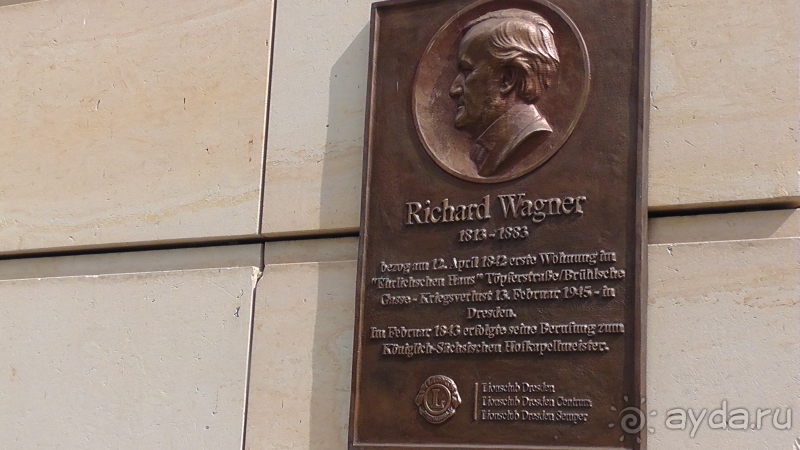 Richard Wagner
1813 - 1883
bezog am 12. April 1842 erste Wohnung im
"Ehrlichschen Haus" Töpferstraße/Brühlsche
Gasse - Kriegsverlust 13. Februar 1945 - in
Dresden.
Im Februar 1843 erfolgte seine Berufung zum
Königlich-Sächsischen Hofkapellmeister.
L
Lionsclub Dresden
Lionsclub Dresden Centrum
Lionsclub Dresden Semper
ayda.ru